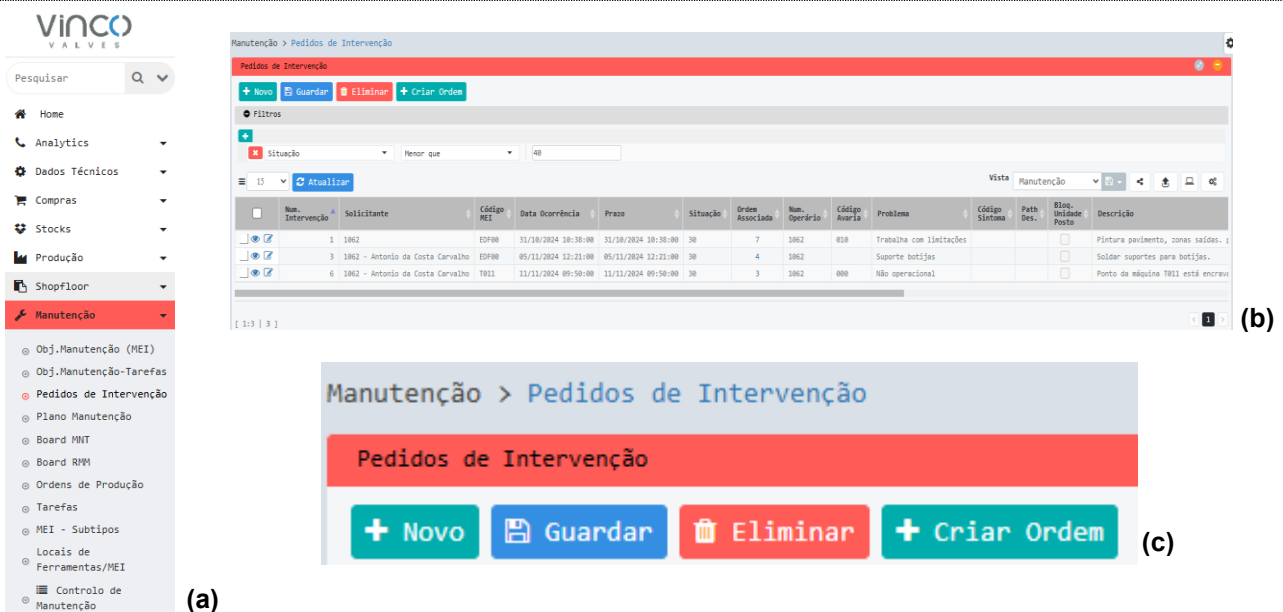 VINCO
VALVES
Pesquisar
Home
Analytics
Dados Técnicos
Compras
Stocks
Produção
Shopfloor
Manutenção
Obj.Manutenção (MEI)
Obj.Manutenção-Tarefas
Pedidos de Intervenção
Plano Manutenção
Board MNT
Board RMM
Ordens de Produção
Tarefas
MEI - Subtipos
Locais de
Ferramentas/MEI
Controlo de
Manutenção
(a)
Manutenção > Pedidos de Intervenção
Pedidos de Intervenção
+ Novo Guardar Eliminar + Criar Ordem
Filtros
Situação Menor que 40
15 Atualizar Vista Manutenção
Num. Intervenção Solicitante Código MEI Data Ocorrência Prazo Situação Ordem Associada Num. Operário Código Avaria Problema Código Sintoma Path Des. Bloq. Unidade Posto Descrição
1 1062 EDF00 31/10/2024 10:38:00 31/10/2024 10:38:00 30 7 1062 010 Trabalha com limitações Pintura pavimento, zonas saídas.
3 1062 - Antonio da Costa Carvalho EDF00 05/11/2024 12:21:00 05/11/2024 12:21:00 30 4 1062 Suporte botijas Soldar suportes para botijas.
6 1062 - Antonio da Costa Carvalho T011 11/11/2024 09:50:00 11/11/2024 09:50:00 30 3 1062 000 Não operacional Ponto da máquina T011 está encrava
[ 1:3 | 3 ] 1
(b)
Manutenção > Pedidos de Intervenção
Pedidos de Intervenção
+ Novo Guardar Eliminar + Criar Ordem
(c)